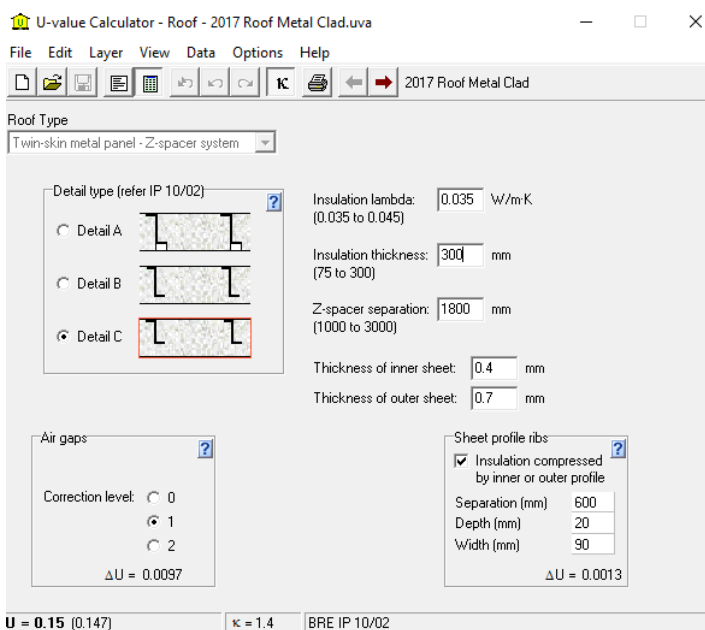 U-value Calculator - Roof - 2017 Roof Metal Clad.uva
File Edit Layer View Data Options Help
κ 2017 Roof Metal Clad
Roof Type
Twin-skin metal panel - Z-spacer system
Detail type (refer IP 10/02)
?
Detail A
Detail B
Detail C
Insulation lambda: 0.035 W/m·K
(0.035 to 0.045)
Insulation thickness: 300 mm
(75 to 300)
Z-spacer separation: 1800 mm
(1000 to 3000)
Thickness of inner sheet: 0.4 mm
Thickness of outer sheet: 0.7 mm
Air gaps
?
Correction level: 0
1
2
ΔU = 0.0097
Sheet profile ribs
?
Insulation compressed
by inner or outer profile
Separation (mm) 600
Depth (mm) 20
Width (mm) 90
ΔU = 0.0013
U = 0.15 (0.147) κ = 1.4 BRE IP 10/02